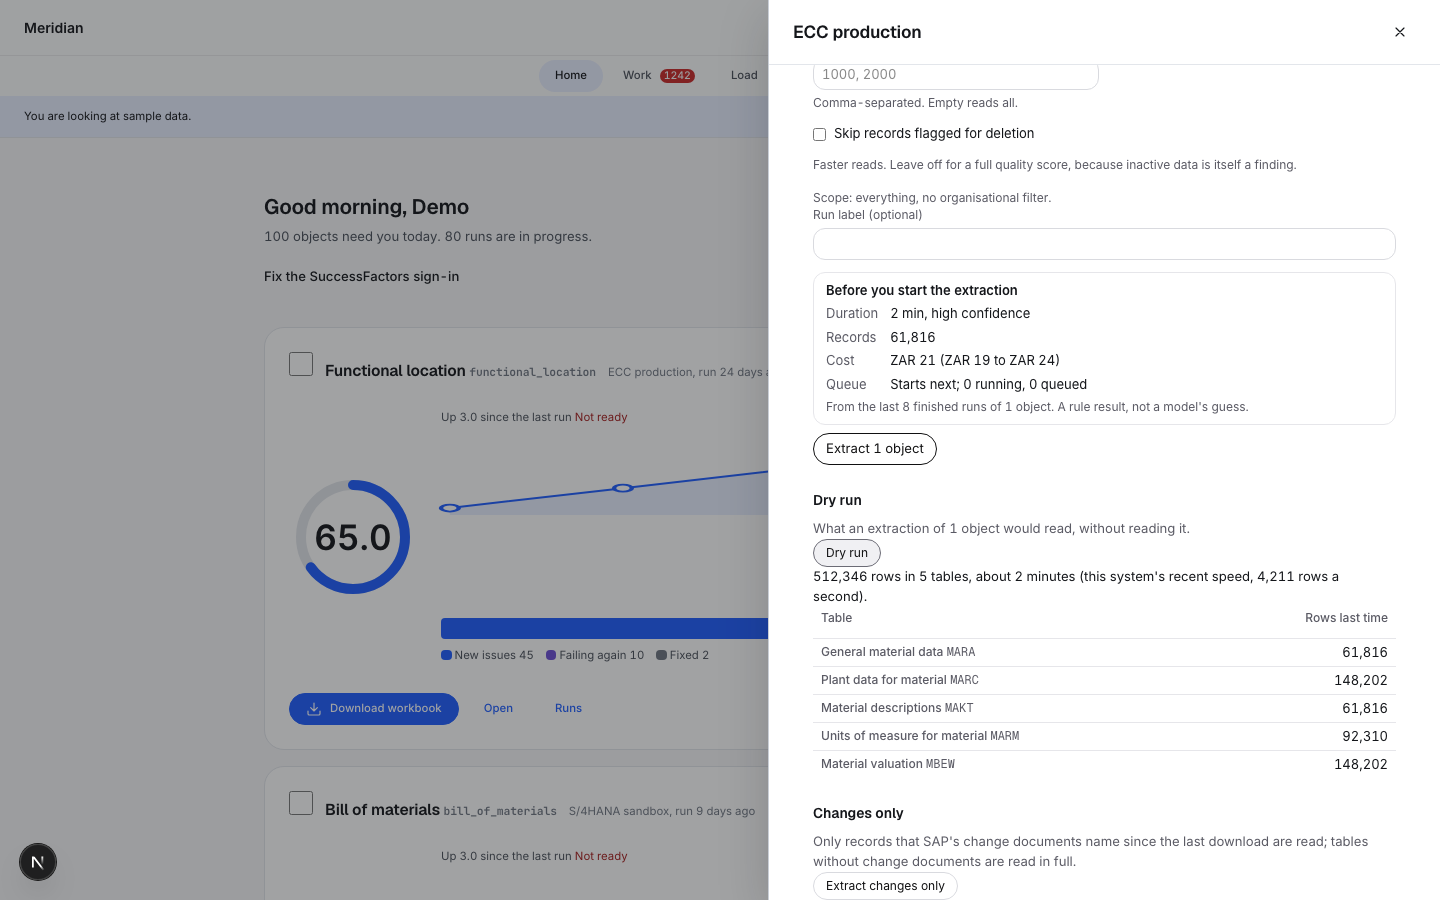 Meridian
Home
Work 1242
Load
You are looking at sample data.
Good morning, Demo
100 objects need you today. 80 runs are in progress.
Fix the SuccessFactors sign-in
Functional location functional_location ECC production, run 24 days a
Up 3.0 since the last run Not ready
65.0
New issues 45 Failing again 10 Fixed 2
Download workbook Open Runs
Bill of materials bill_of_materials S/4HANA sandbox, run 9 days ago
Up 3.0 since the last run Not ready
N
ECC production
1000, 2000
Comma-separated. Empty reads all.
Skip records flagged for deletion
Faster reads. Leave off for a full quality score, because inactive data is itself a finding.
Scope: everything, no organisational filter.
Run label (optional)
Before you start the extraction
Duration 2 min, high confidence
Records 61,816
Cost ZAR 21 (ZAR 19 to ZAR 24)
Queue Starts next; 0 running, 0 queued
From the last 8 finished runs of 1 object. A rule result, not a model's guess.
Extract 1 object
Dry run
What an extraction of 1 object would read, without reading it.
Dry run
512,346 rows in 5 tables, about 2 minutes (this system's recent speed, 4,211 rows a
second).
Table Rows last time
General material data MARA 61,816
Plant data for material MARC 148,202
Material descriptions MAKT 61,816
Units of measure for material MARM 92,310
Material valuation MBEW 148,202
Changes only
Only records that SAP's change documents name since the last download are read; tables
without change documents are read in full.
Extract changes only